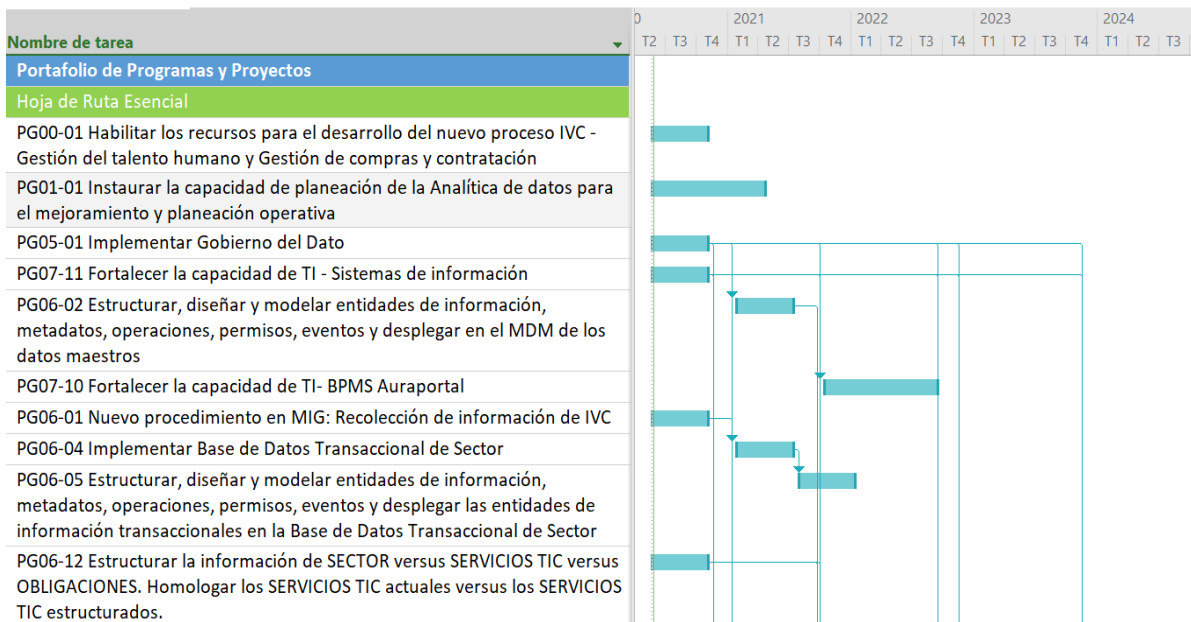 0 2021 2022 2023 2024
Nombre de tarea T2 T3 T4 T1 T2 T3 T4 T1 T2 T3 T4 T1 T2 T3 T4 T1 T2 T3
Portafolio de Programas y Proyectos
Hoja de Ruta Esencial
PG00-01 Habilitar los recursos para el desarrollo del nuevo proceso IVC -
Gestión del talento humano y Gestión de compras y contratación
PG01-01 Instaurar la capacidad de planeación de la Analítica de datos para
el mejoramiento y planeación operativa
PG05-01 Implementar Gobierno del Dato
PG07-11 Fortalecer la capacidad de TI - Sistemas de información
PG06-02 Estructurar, diseñar y modelar entidades de información,
metadatos, operaciones, permisos, eventos y desplegar en el MDM de los
datos maestros
PG07-10 Fortalecer la capacidad de TI- BPMS Auraportal
PG06-01 Nuevo procedimiento en MIG: Recolección de información de IVC
PG06-04 Implementar Base de Datos Transaccional de Sector
PG06-05 Estructurar, diseñar y modelar entidades de información,
metadatos, operaciones, permisos, eventos y desplegar las entidades de
información transaccionales en la Base de Datos Transaccional de Sector
PG06-12 Estructurar la información de SECTOR versus SERVICIOS TIC versus
OBLIGACIONES. Homologar los SERVICIOS TIC actuales versus los SERVICIOS
TIC estructurados.